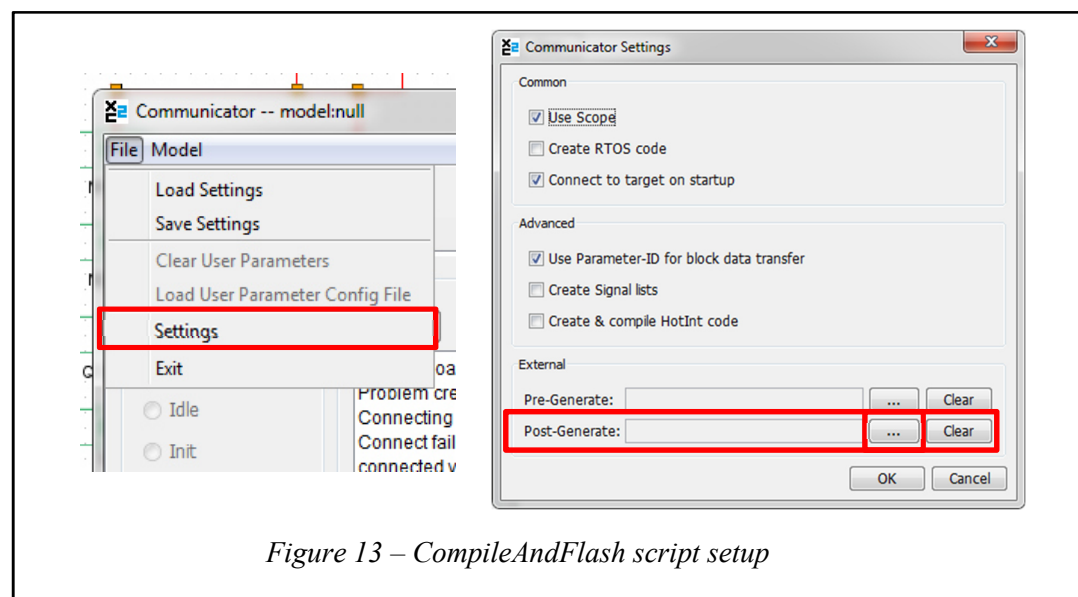 Communicator -- model:null
File Model
Load Settings
Save Settings
Clear User Parameters
Load User Parameter Config File
Settings
Exit
Idle
Init
Problem cre
Connecting
Connect fail
connected v
X2 Communicator Settings
Common
Use Scope
Create RTOS code
Connect to target on startup
Advanced
Use Parameter-ID for block data transfer
Create Signal lists
Create & compile HotInt code
External
Pre-Generate: ... Clear
Post-Generate: ... Clear
OK Cancel
Figure 13 – CompileAndFlash script setup